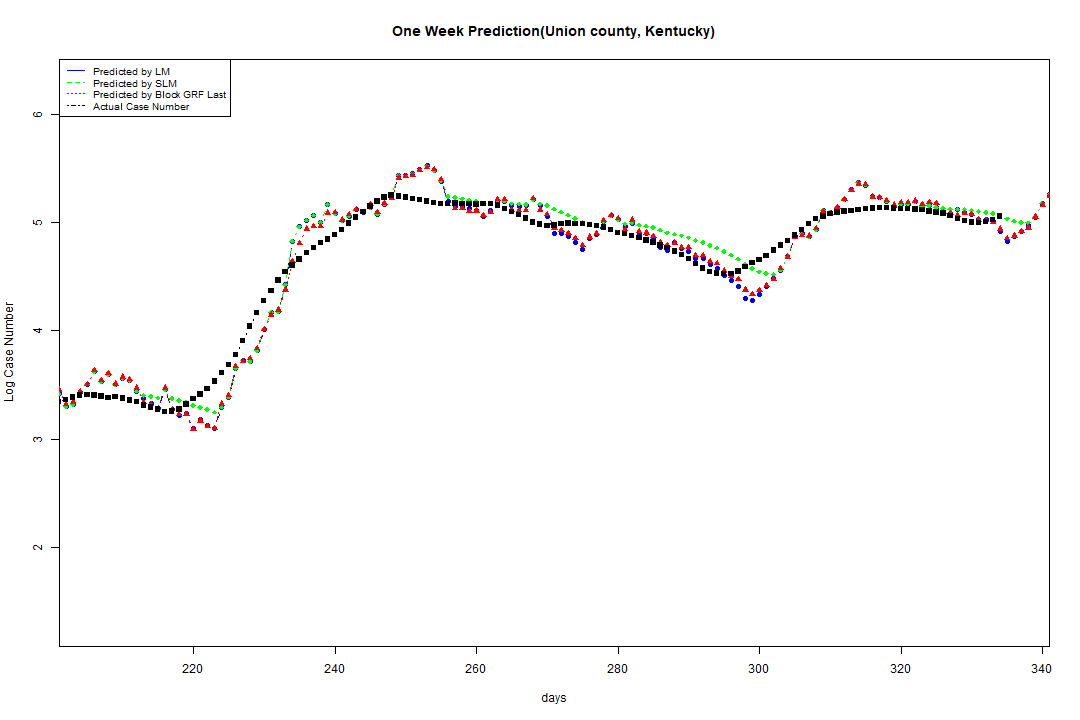 One Week Prediction(Union county, Kentucky)
Predicted by LM
Predicted by SLM
Predicted by Block GRF Last
Actual Case Number
6
5
4
3
2
Log Case Number
220 240 260 280 300 320 340
days